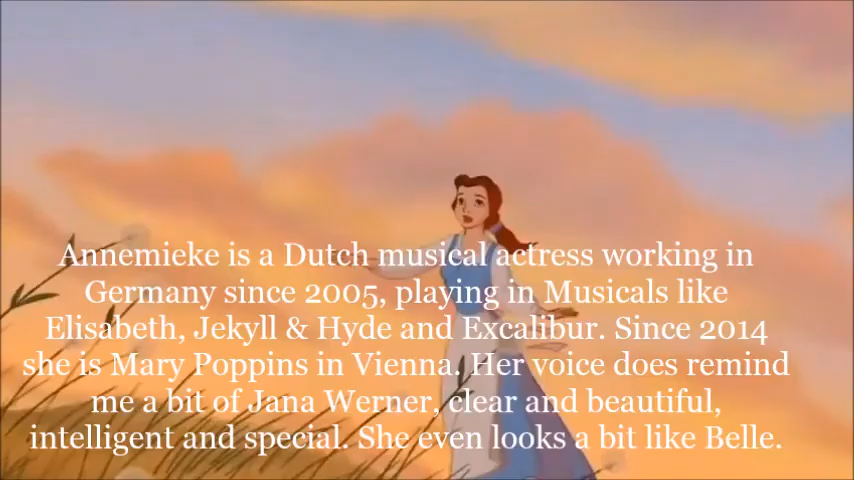 Annemieke is a Dutch musical actress working in
Germany since 2005, playing in Musicals like
Elisabeth, Jekyll & Hyde and Excalibur. Since 2014
she is Mary Poppins in Vienna. Her voice does remind
me a bit of Jana Werner, clear and beautiful,
intelligent and special. She even looks a bit like Belle.